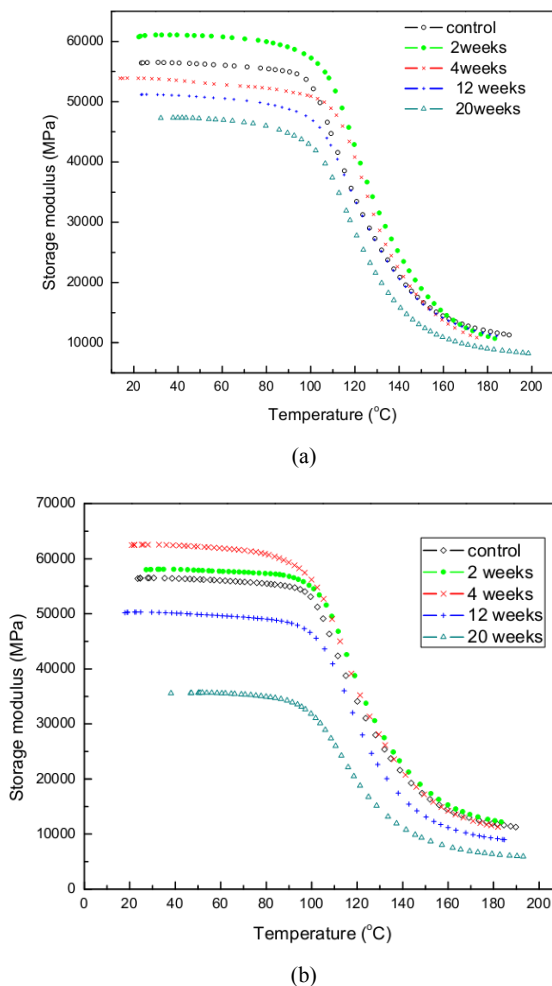 60000
50000
40000
30000
20000
10000
Storage modulus (MPa)
control
2weeks
4weeks
12 weeks
20weeks
20 40 60 80 100 120 140 160 180 200
Temperature (°C)
(a)
70000
60000
50000
40000
30000
20000
10000
0
Storage modulus (MPa)
control
2 weeks
4 weeks
12 weeks
20 weeks
0 20 40 60 80 100 120 140 160 180 200
Temperature (°C)
(b)